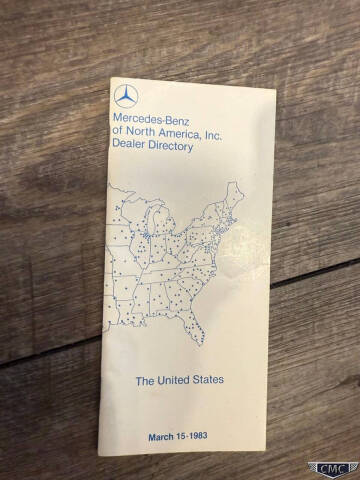 Mercedes-Benz
of North America, Inc.
Dealer Directory
The United States
March 15-1983
CMC